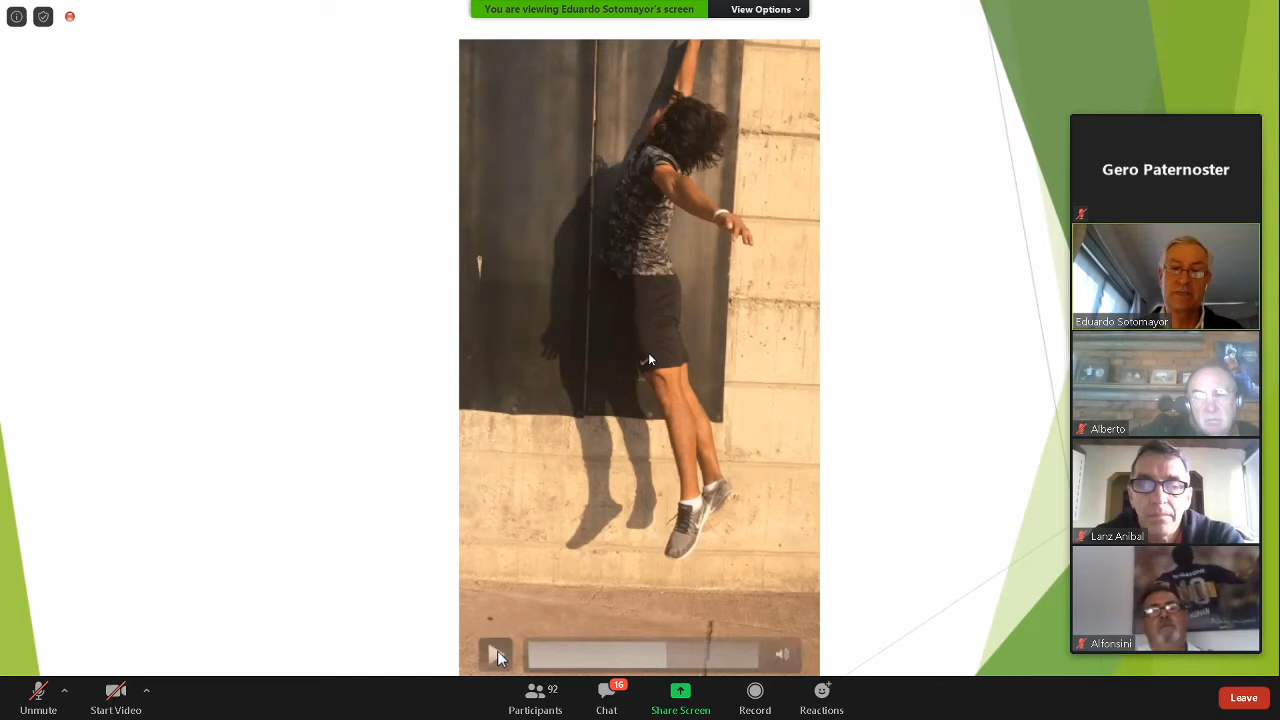 You are viewing Eduardo Sotomayor's screen
View Options
Gero Paternoster
Eduardo Sotomayor
Alberto
Lanz Anibal
10
Alfonsini
Unmute
Start Video
92
Participants
16
Chat
Share Screen
Record
Reactions
Leave